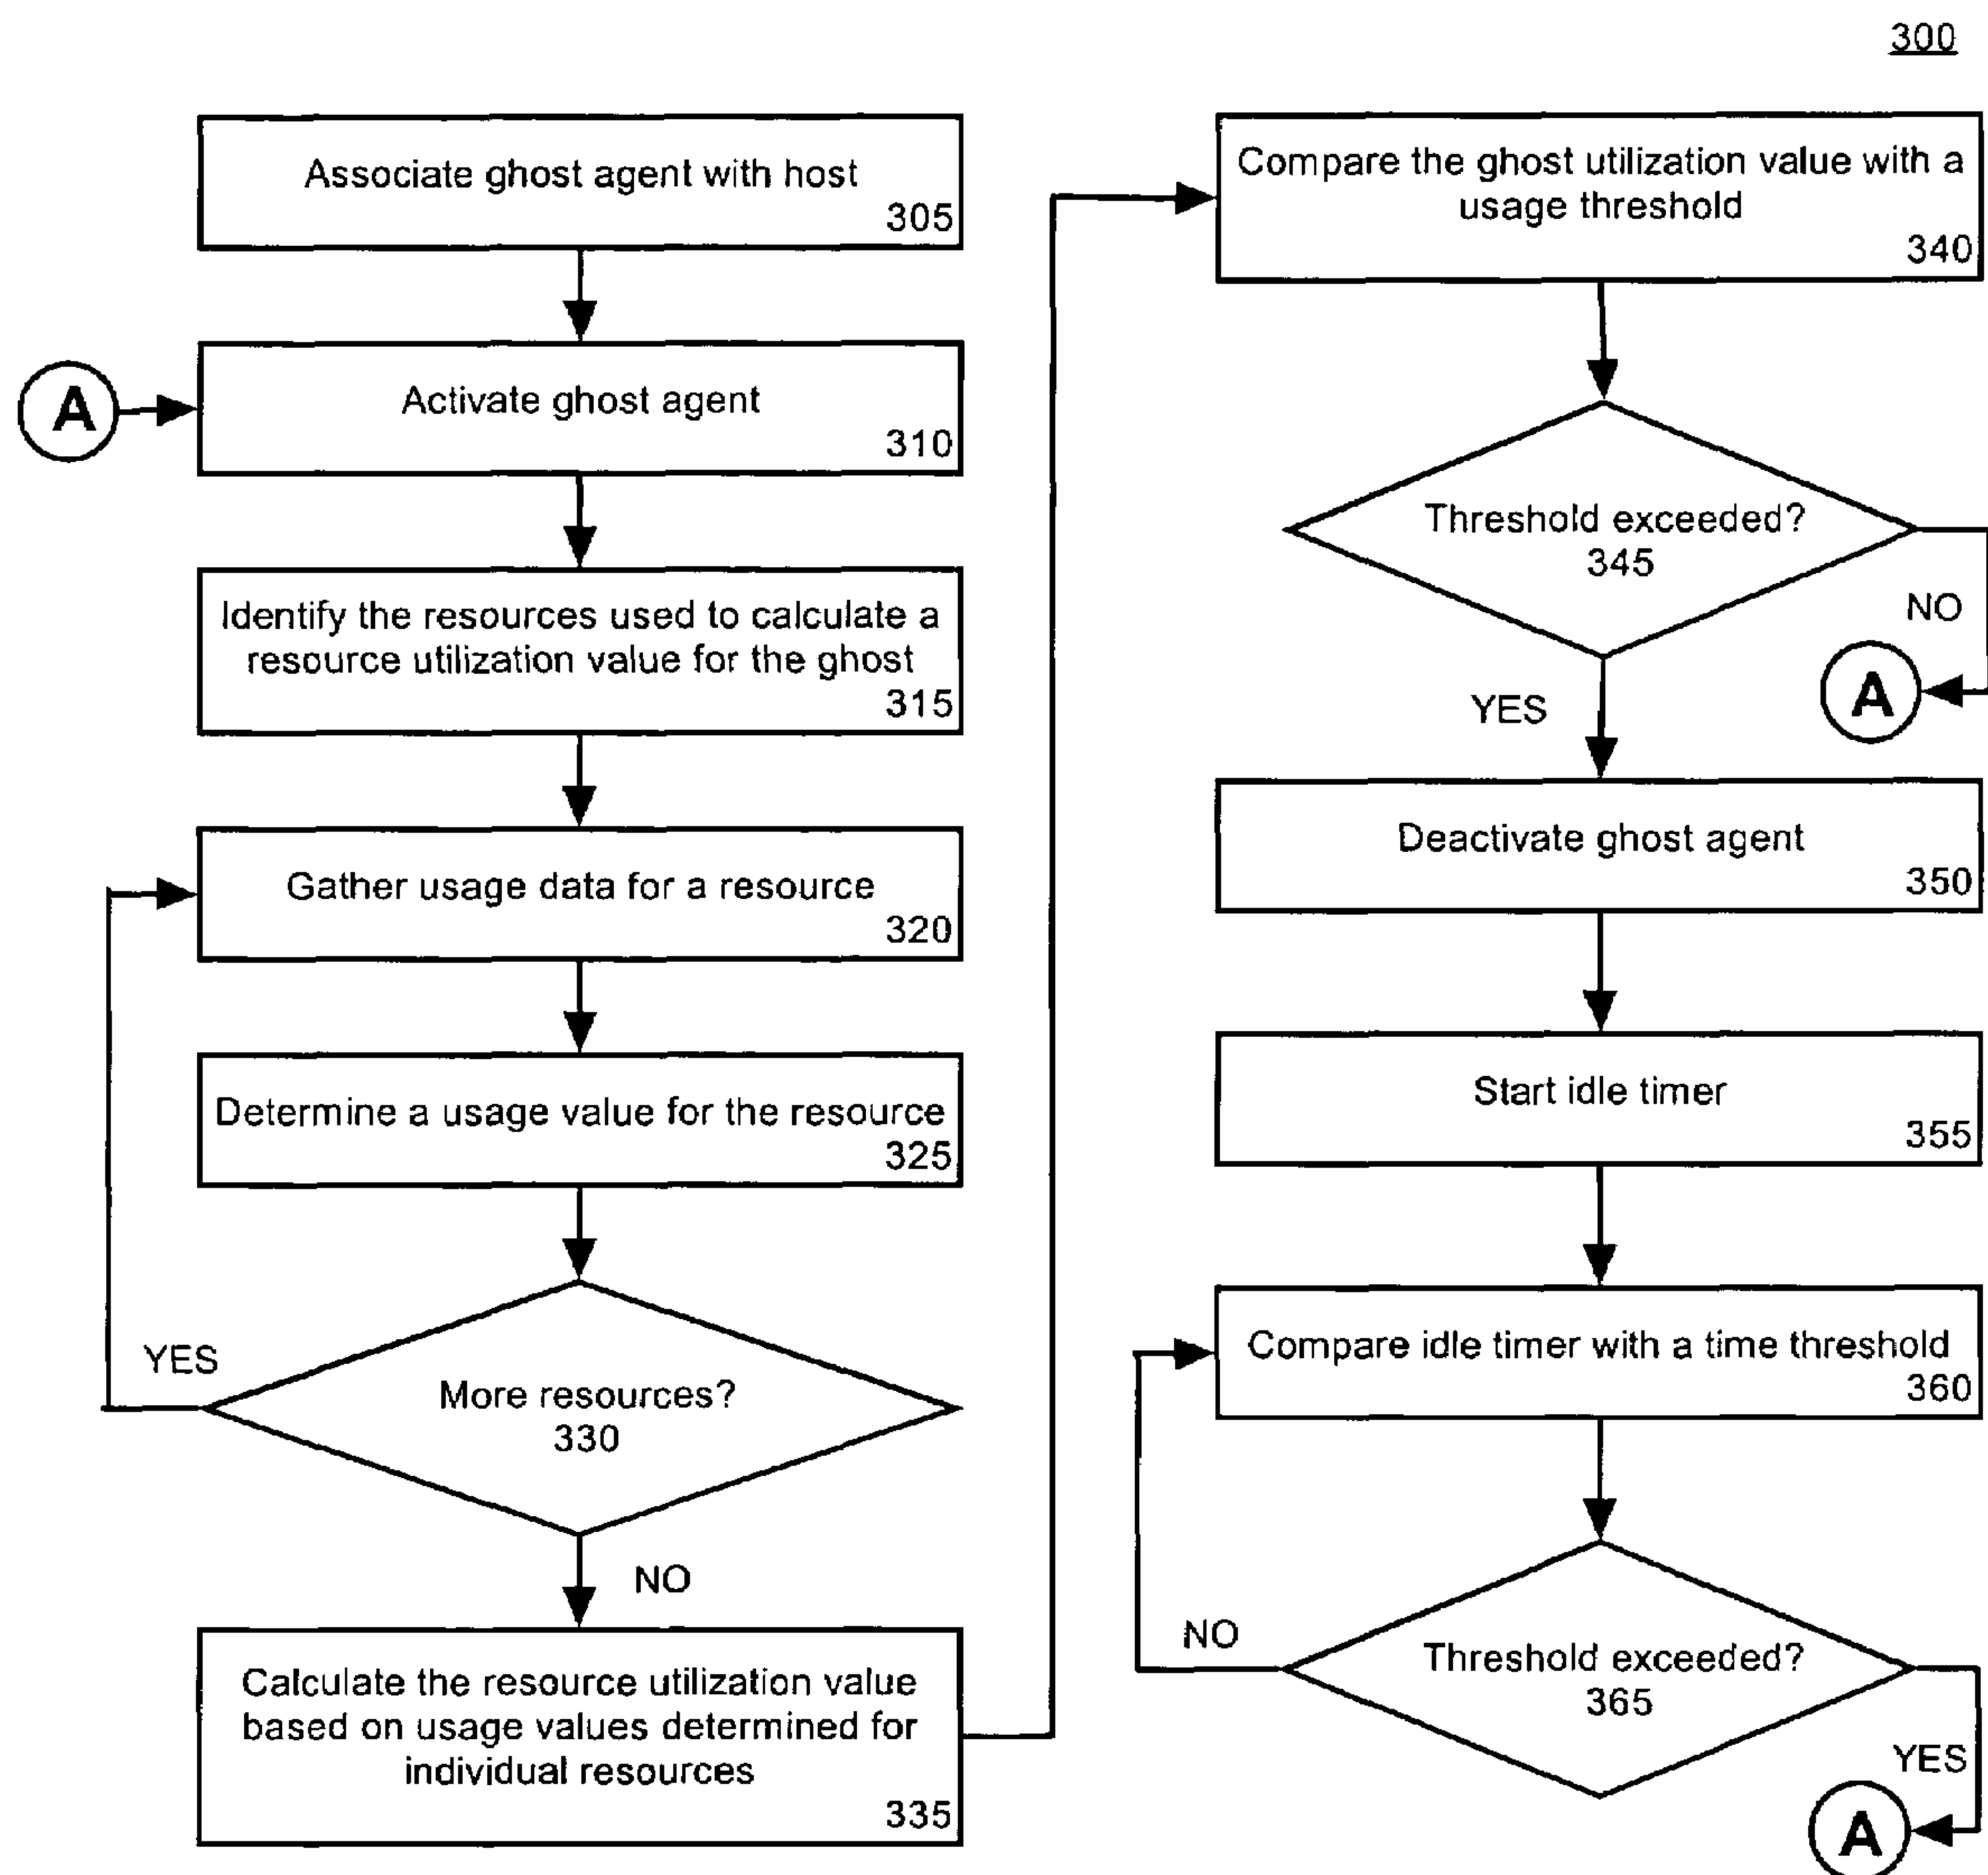 300
Associate ghost agent with host
305
A
Activate ghost agent
310
Identify the resources used to calculate a
resource utilization value for the ghost
315
Gather usage data for a resource
320
Determine a usage value for the resource
325
YES
More resources?
330
NO
Calculate the resource utilization value
based on usage values determined for
individual resources
335
Compare the ghost utilization value with a
usage threshold
340
Threshold exceeded?
345
NO
A
YES
Deactivate ghost agent
350
Start idle timer
355
Compare idle timer with a time threshold
360
NO
Threshold exceeded?
365
YES
A